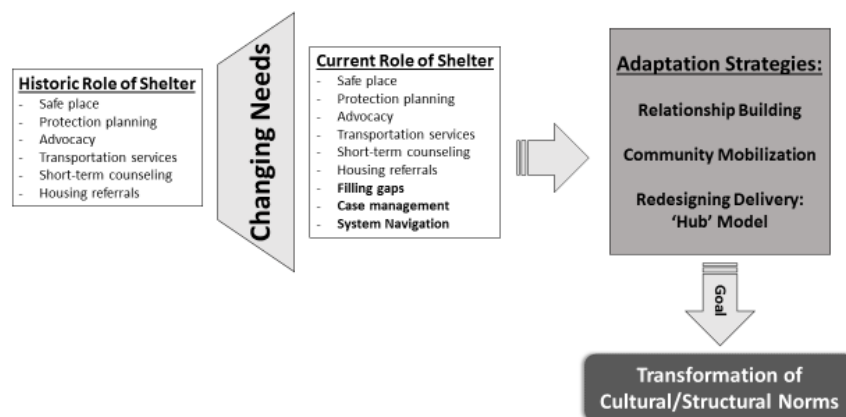 Historic Role of Shelter
- Safe place
- Protection planning
- Advocacy
- Transportation services
- Short-term counseling
- Housing referrals
Changing Needs
Current Role of Shelter
- Safe place
- Protection planning
- Advocacy
- Transportation services
- Short-term counseling
- Housing referrals
- Filling gaps
- Case management
- System Navigation
Adaptation Strategies:
Relationship Building
Community Mobilization
Redesigning Delivery:
‘Hub’ Model
Goal
Transformation of
Cultural/Structural Norms